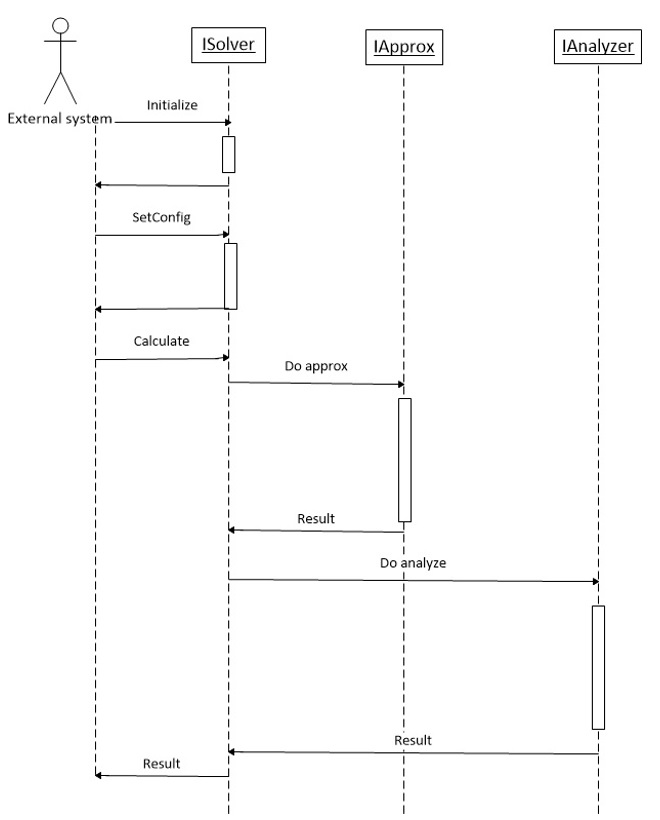 ISolver
IApprox
IAnalyzer
External system
Initialize
SetConfig
Calculate
Do approx
Result
Do analyze
Result
Result